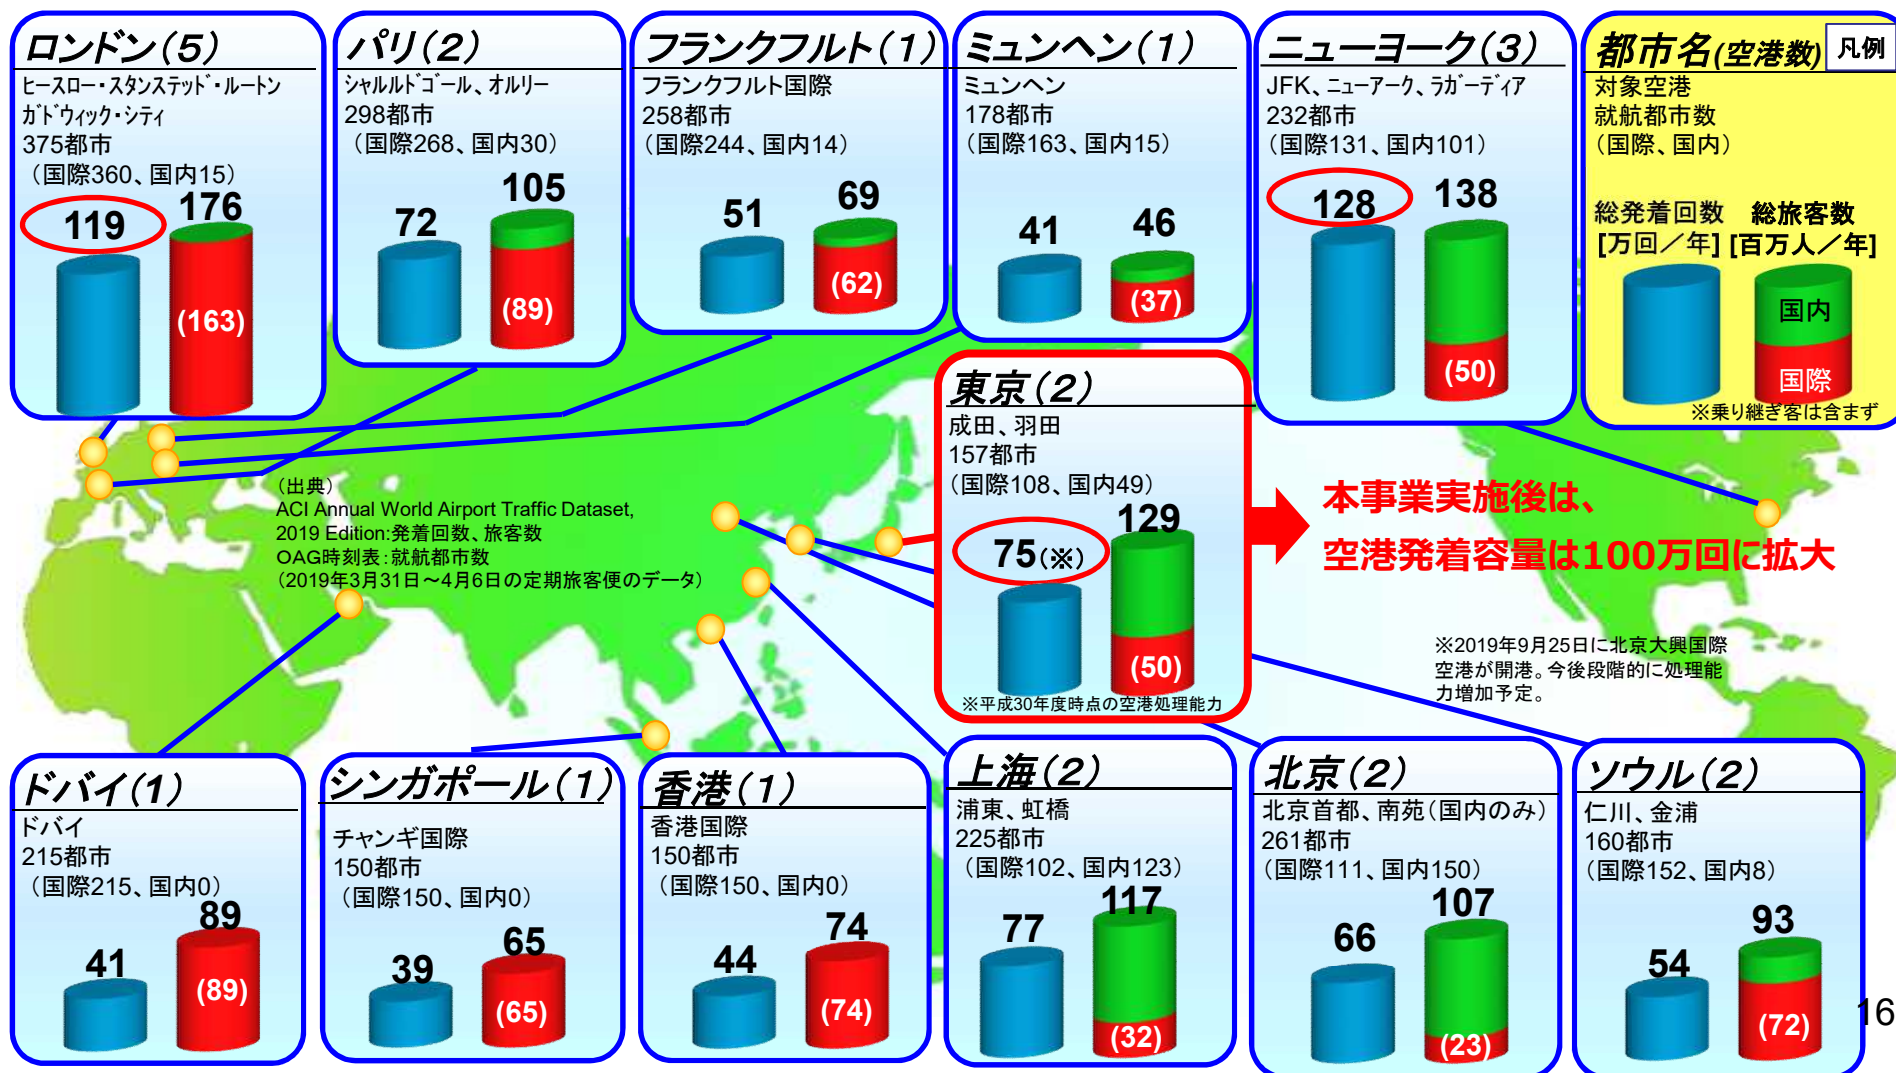 ロンドン(5)
ヒースロー・スタンステッド・ルートン
ガドウィック・シティ
375都市
(国際360、国内15)
119
176
(163)
パリ(2)
シャルルドゴール、オルリー
298都市
(国際268、国内30)
72
105
(89)
フランクフルト(1)
フランクフルト国際
258都市
(国際244、国内14)
51
69
(62)
ミュンヘン(1)
ミュンヘン
178都市
(国際163、国内15)
41
46
(37)
ニューヨーク(3)
JFK、ニューアーク、ラガーディア
232都市
(国際131、国内101)
128
138
(50)
都市名(空港数)
凡例
対象空港
就航都市数
(国際、国内)
総発着回数 総旅客数
[万回/年] [百万人/年]
国内
国際
※乗り継ぎ客は含まず
東京(2)
成田、羽田
157都市
(国際108、国内49)
75(※)
129
(50)
※平成30年度時点の空港処理能力
本事業実施後は、
空港発着容量は100万回に拡大
(出典)
ACI Annual World Airport Traffic Dataset,
2019 Edition:発着回数、旅客数
OAG時刻表:就航都市数
(2019年3月31日～4月6日の定期旅客便のデータ)
※2019年9月25日に北京大興国際
空港が開港。今後段階的に処理能
力増加予定。
ドバイ(1)
ドバイ
215都市
(国際215、国内0)
41
89
(89)
シンガポール(1)
チャンギ国際
150都市
(国際150、国内0)
39
65
(65)
香港(1)
香港国際
150都市
(国際150、国内0)
44
74
(74)
上海(2)
浦東、虹橋
225都市
(国際102、国内123)
77
117
(32)
北京(2)
北京首都、南苑(国内のみ)
261都市
(国際111、国内150)
66
107
(23)
ソウル(2)
仁川、金浦
160都市
(国際152、国内8)
54
93
(72)
16